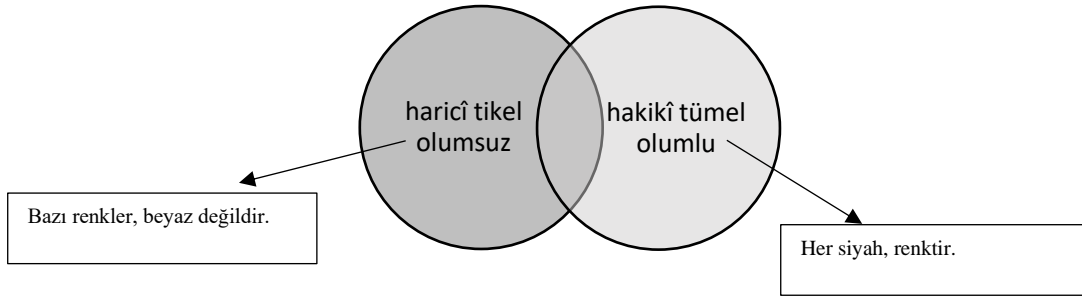 haricî tikel
olumsuz
hakikî tümel
olumlu
Bazı renkler, beyaz değildir.
Her siyah, renktir.